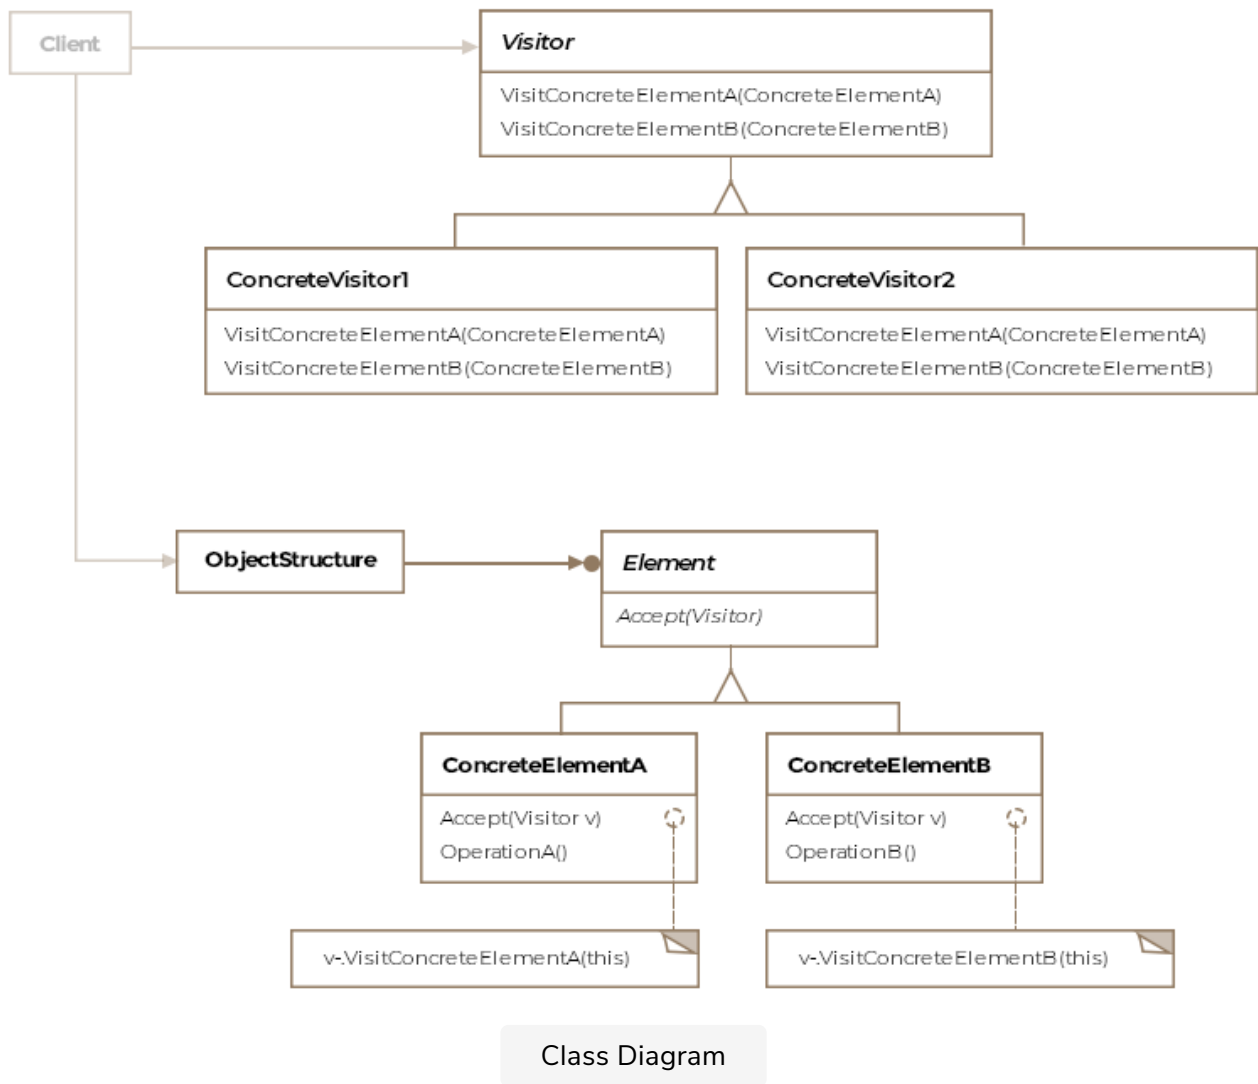 Client
Visitor
VisitConcreteElementA(ConcreteElementA)
VisitConcreteElementB(ConcreteElementB)
ConcreteVisitor1
VisitConcreteElementA(ConcreteElementA)
VisitConcreteElementB(ConcreteElementB)
ConcreteVisitor2
VisitConcreteElementA(ConcreteElementA)
VisitConcreteElementB(ConcreteElementB)
ObjectStructure
Element
Accept(Visitor)
ConcreteElementA
Accept(Visitor v)
OperationA()
ConcreteElementB
Accept(Visitor v)
OperationB()
v-.VisitConcreteElementA(this)
v-.VisitConcreteElementB(this)
Class Diagram